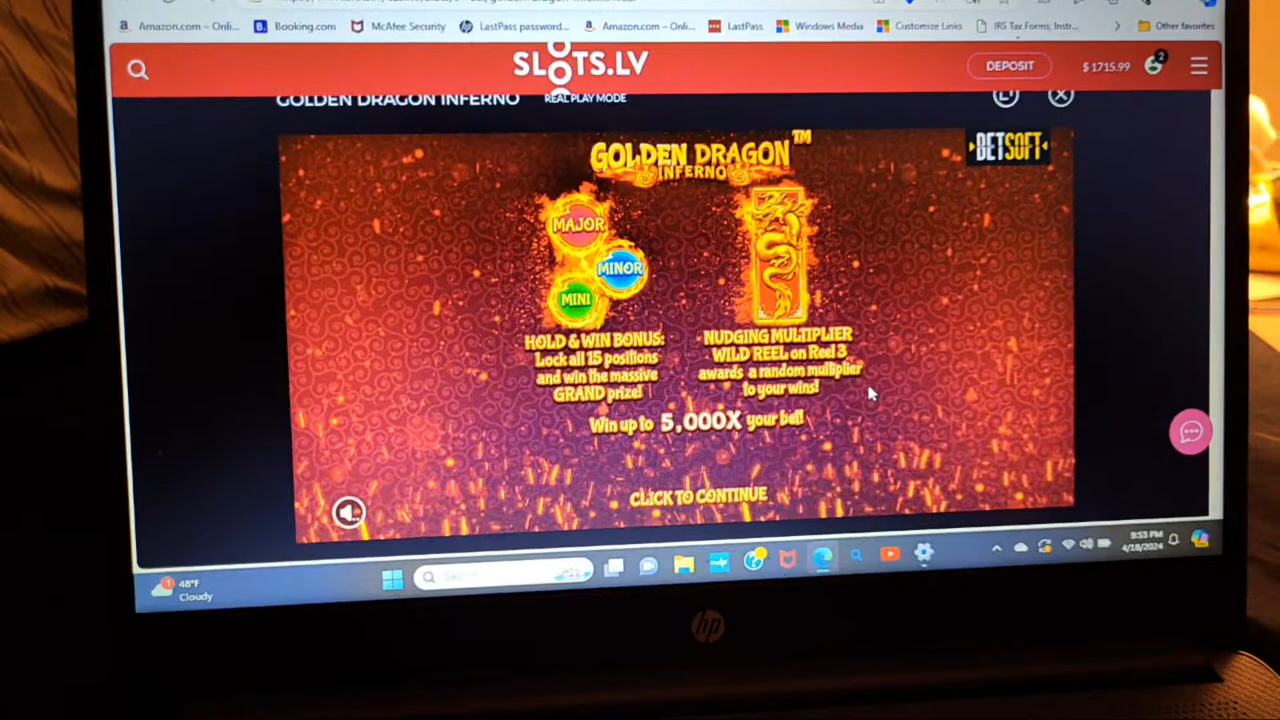 Amazon.com – Onli...
Booking.com
McAfee Security
LastPass password...
Amazon.com – Onli...
LastPass
Windows Media
Customize Links
IRS Tax Forms, Instr...
Other favorites
SLOTS.LV
DEPOSIT
$ 1715.99
2
GOLDEN DRAGON INFERNO
REAL PLAY MODE
GOLDEN DRAGON™
INFERNO
BETSOFT
MAJOR
MINOR
MINI
HOLD & WIN BONUS:
Lock all 15 positions
and win the massive
GRAND prize!
NUDGING MULTIPLIER
WILD REEL on Reel 3
awards a random multiplier
to your wins!
Win up to 5,000X your bet!
CLICK TO CONTINUE
1
48°F
Cloudy
Search
9:53 PM
4/18/2024
hp